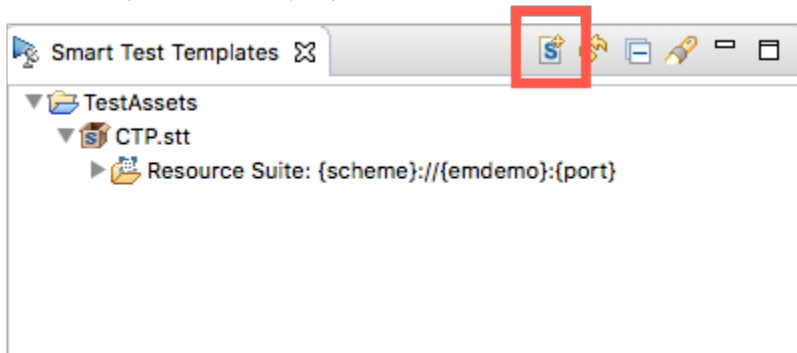 Smart Test Templates
TestAssets
CTP.stt
Resource Suite: {scheme}://{emdemo}:{port}